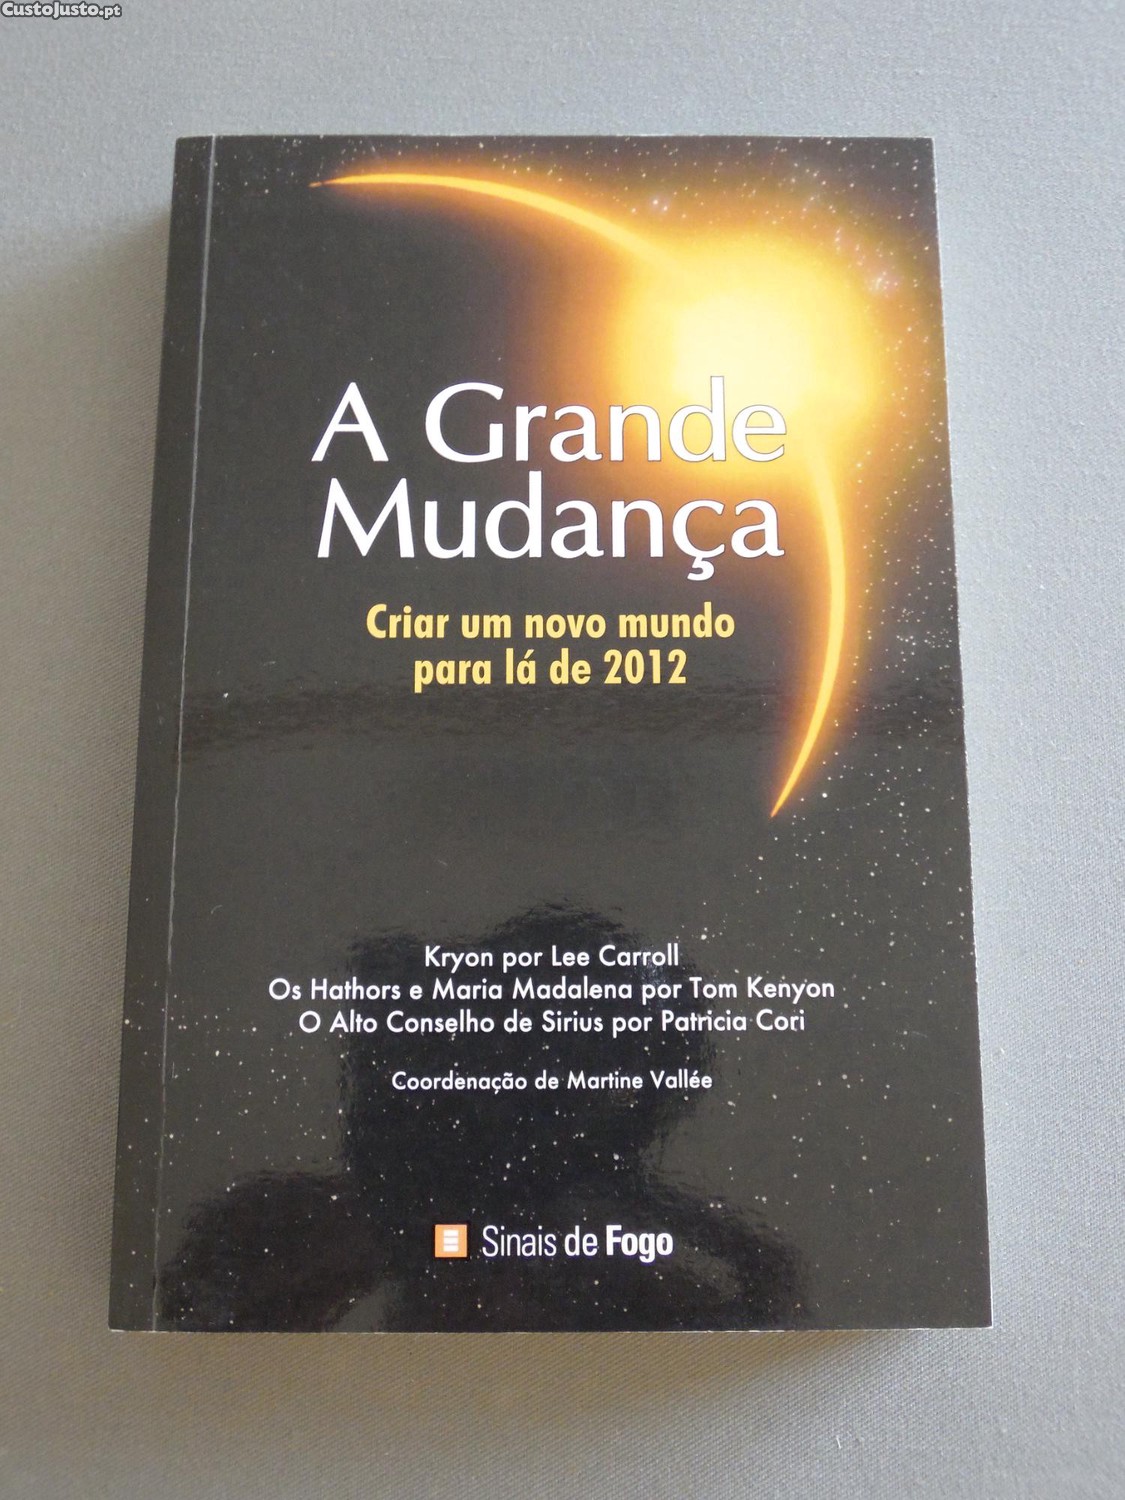 CustoJusto.pt
A Grande
Mudança
Criar um novo mundo
para lá de 2012
Kryon por Lee Carroll
Os Hathors e Maria Madalena por Tom Kenyon
O Alto Conselho de Sirius por Patricia Cori
Coordenação de Martine Vallée
Sinais de Fogo